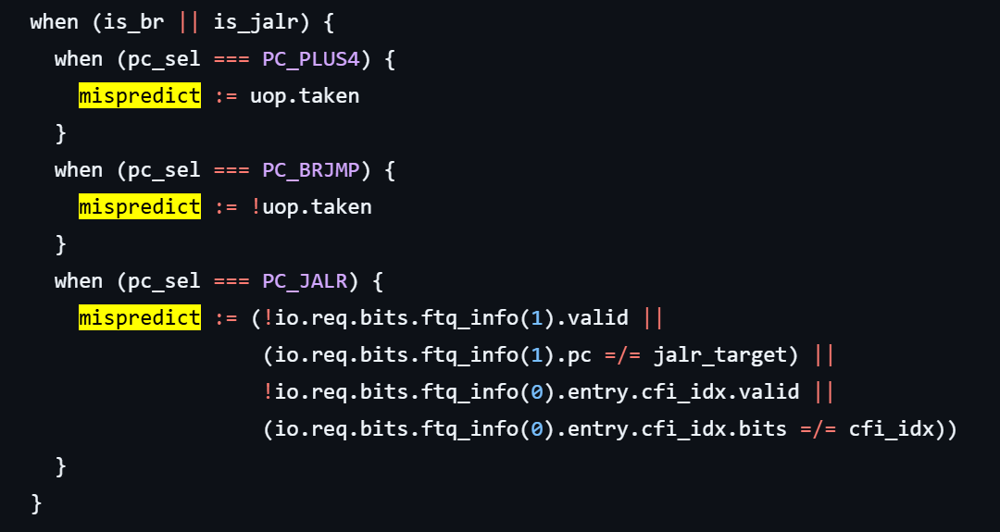 when (is_br || is_jalr) {
  when (pc_sel === PC_PLUS4) {
    mispredict := uop.taken
  }
  when (pc_sel === PC_BRJMP) {
    mispredict := !uop.taken
  }
  when (pc_sel === PC_JALR) {
    mispredict := (!io.req.bits.ftq_info(1).valid ||
                   (io.req.bits.ftq_info(1).pc =/= jalr_target) ||
                   !io.req.bits.ftq_info(0).entry.cfi_idx.valid ||
                   (io.req.bits.ftq_info(0).entry.cfi_idx.bits =/= cfi_idx))
  }
}